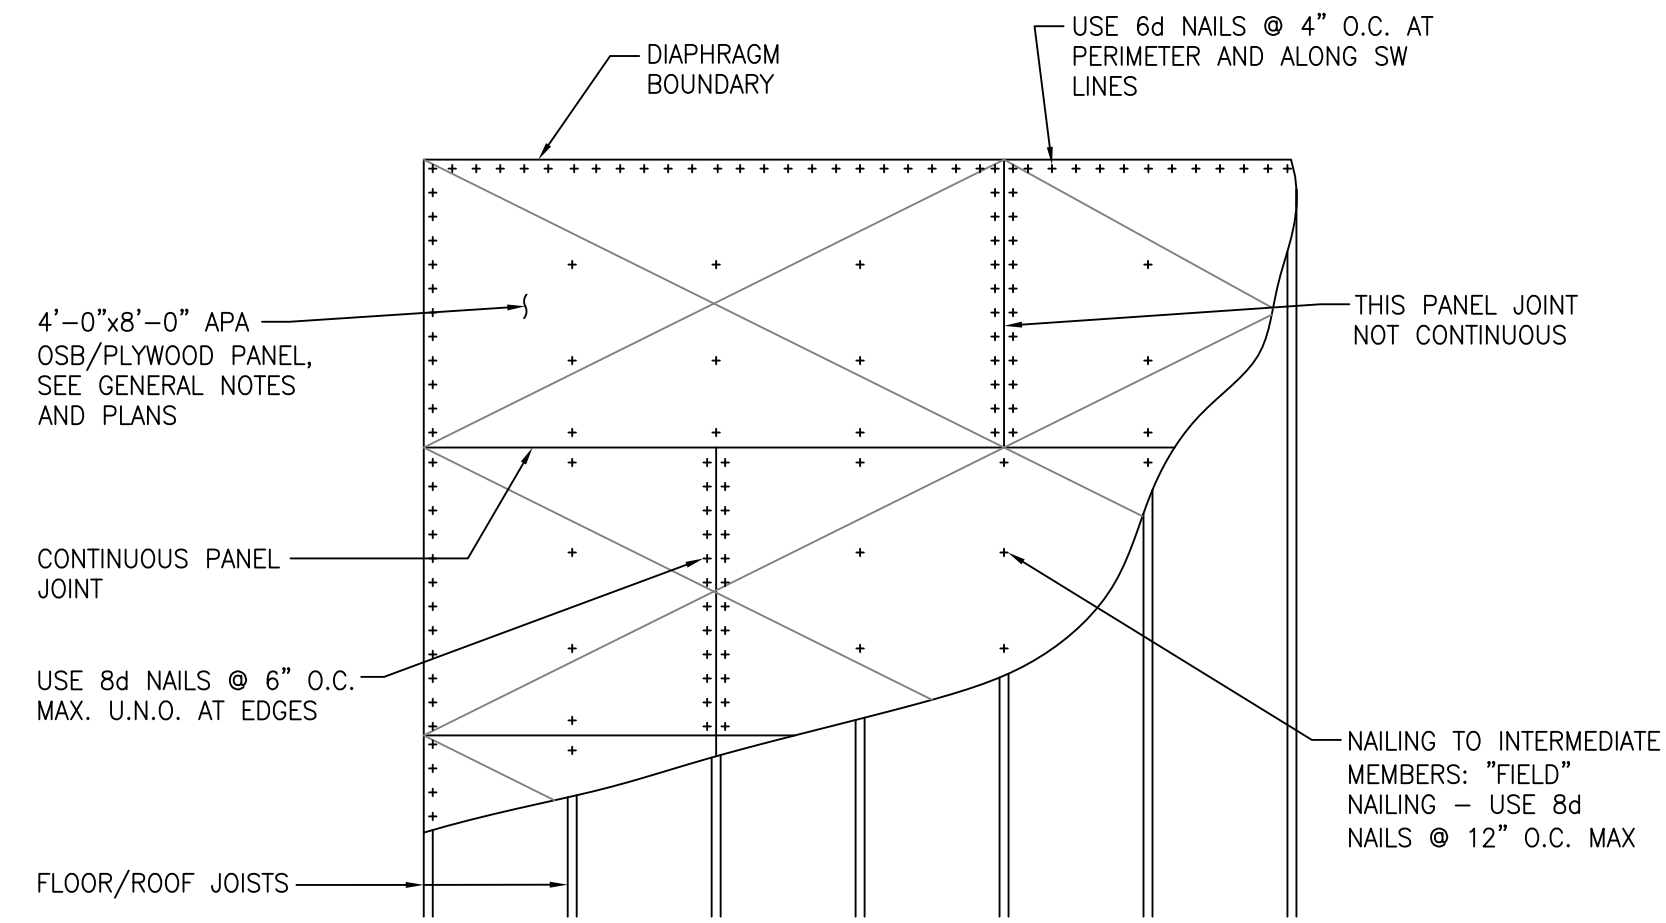 DIAPHRAGM
BOUNDARY
USE 6d NAILS @ 4" O.C. AT
PERIMETER AND ALONG SW
LINES
4'-0"x8'-0" APA
OSB/PLYWOOD PANEL,
SEE GENERAL NOTES
AND PLANS
THIS PANEL JOINT
NOT CONTINUOUS
CONTINUOUS PANEL
JOINT
USE 8d NAILS @ 6" O.C.
MAX. U.N.O. AT EDGES
NAILING TO INTERMEDIATE
MEMBERS: "FIELD"
NAILING – USE 8d
NAILS @ 12" O.C. MAX
FLOOR/ROOF JOISTS